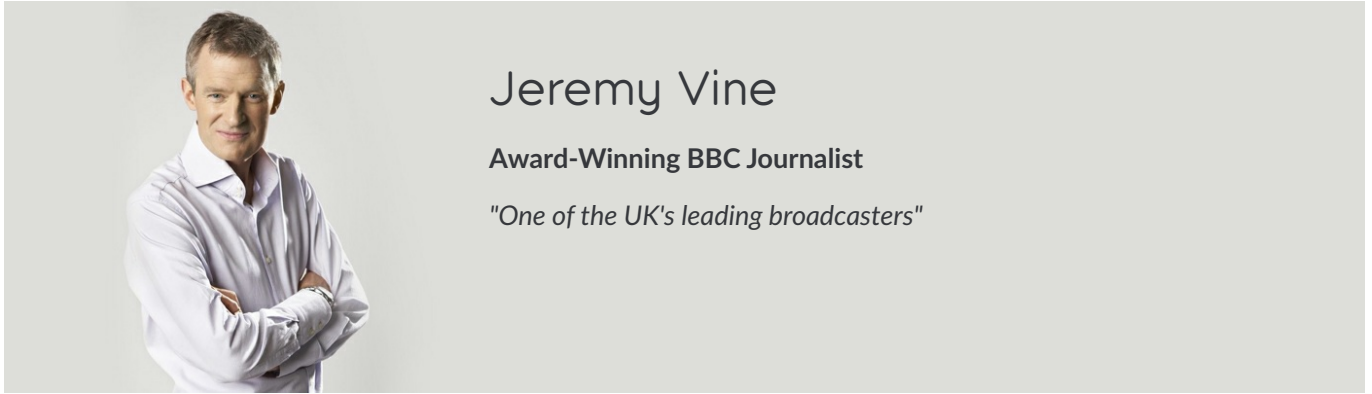 Jeremy Vine
Award-Winning BBC Journalist
"One of the UK's leading broadcasters"